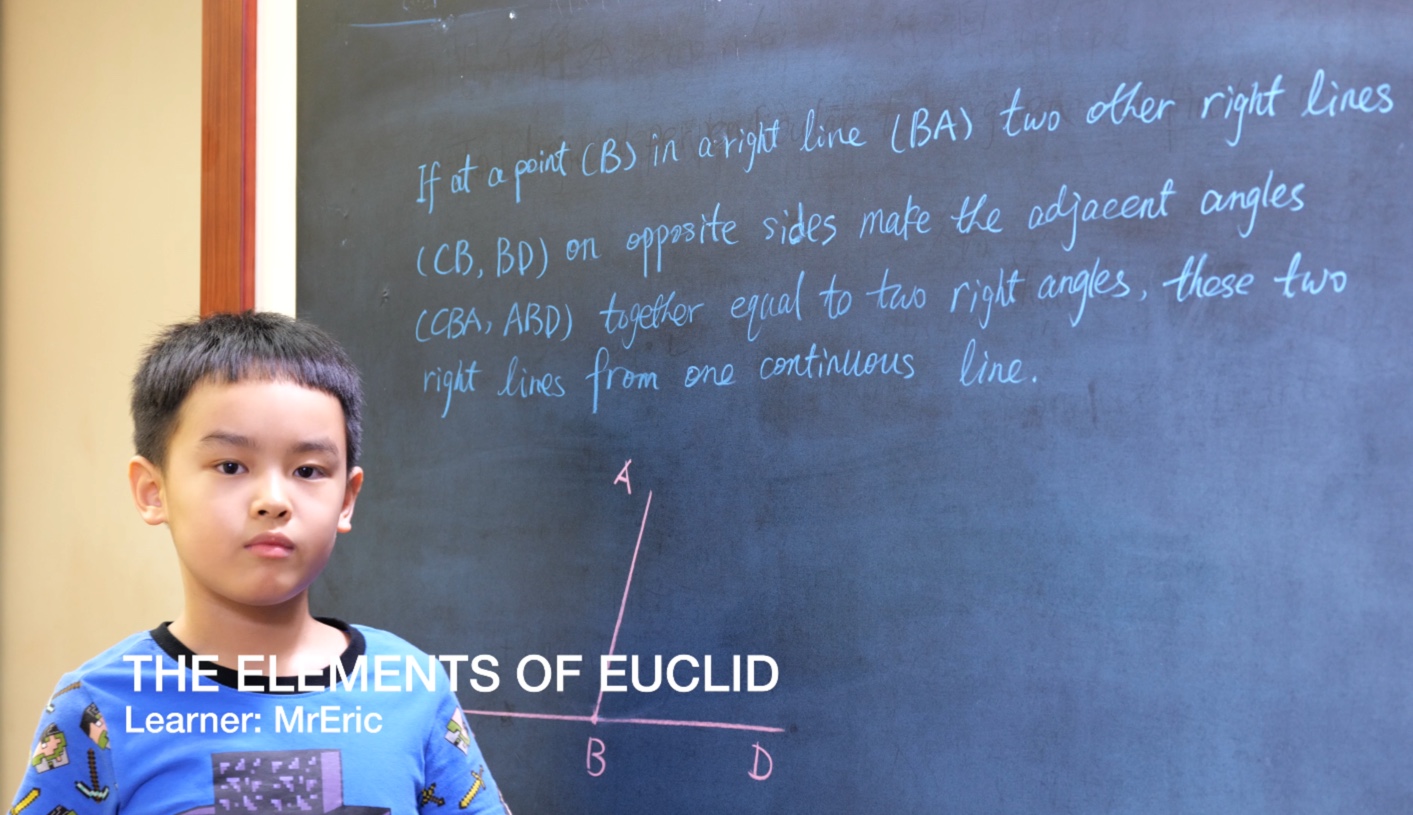 If at a point (B) in a right line (BA) two other right lines
(CB, BD) on opposite sides make the adjacent angles
(CBA, ABD) together equal to two right angles, these two
right lines from one continuous line.
A
THE ELEMENTS OF EUCLID
Learner: MrEric
B D